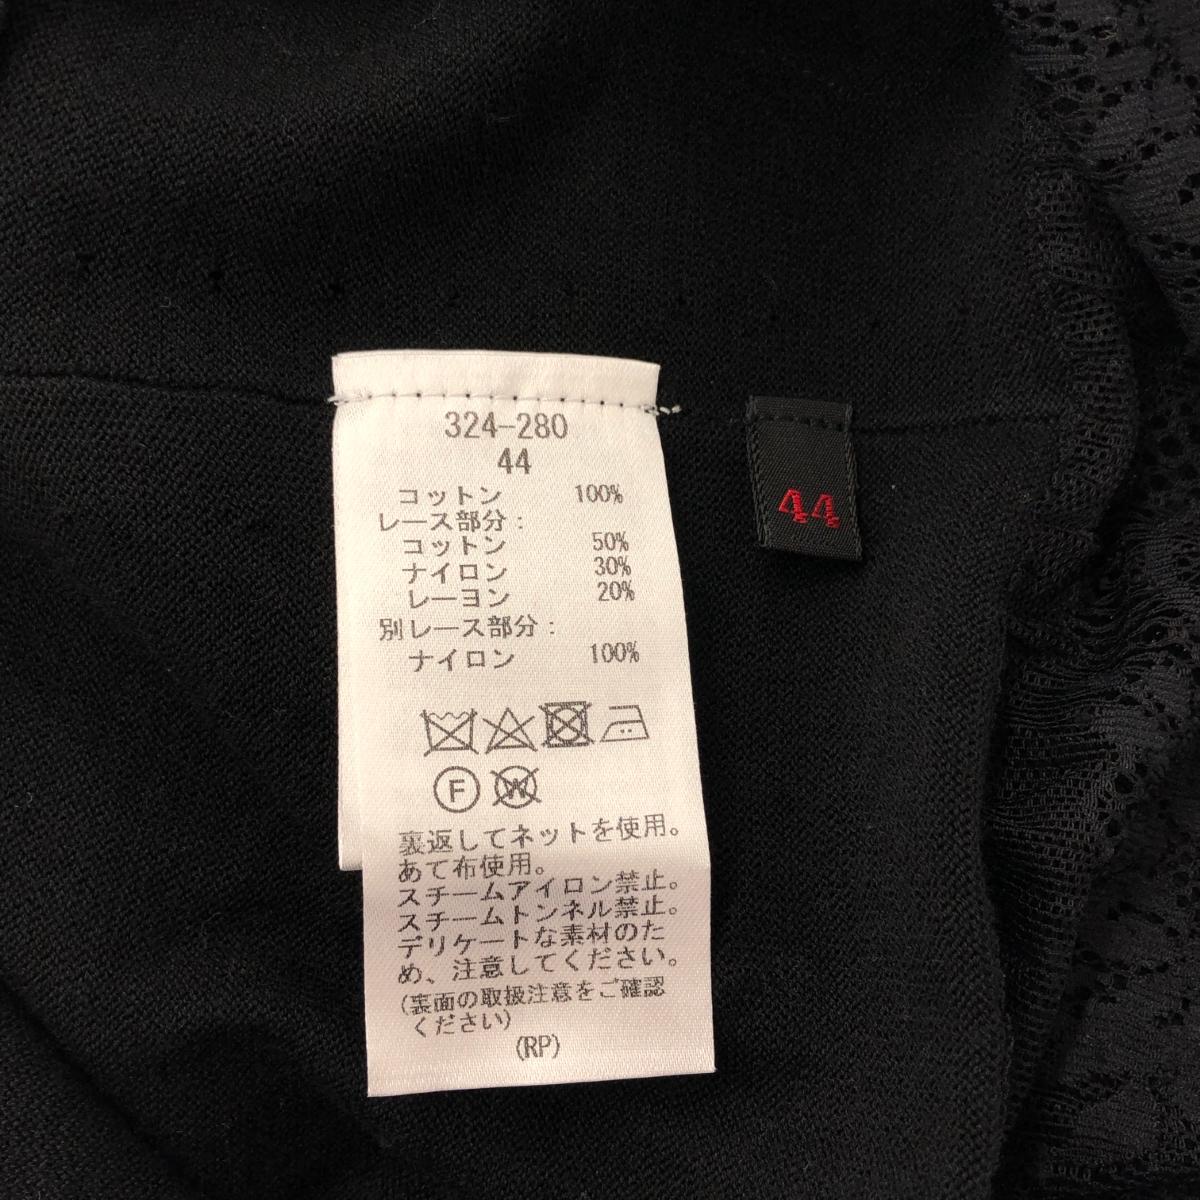 324-280
44
コットン 100%
レース部分:
コットン 50%
ナイロン 30%
レーヨン 20%
別レース部分:
ナイロン 100%
F W
裏返してネットを使用。
あて布使用。
スチームアイロン禁止。
スチームトンネル禁止。
デリケートな素材のた
め、注意してください。
(裏面の取扱注意をご確認
ください)
(RP)
44